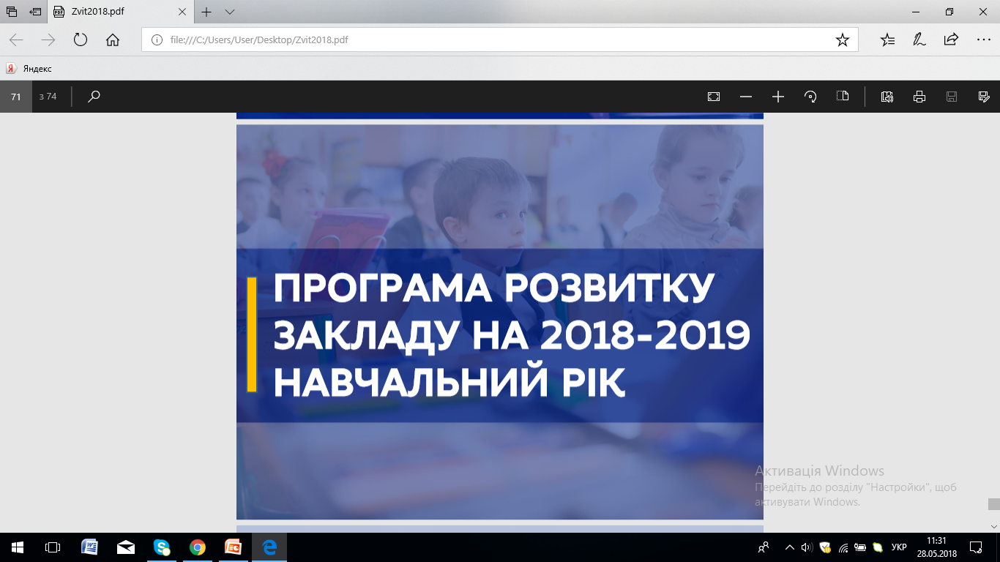 Zvit2018.pdf
file:///C:/Users/User/Desktop/Zvit2018.pdf
Яндекс
71 з 74
ПРОГРАМА РОЗВИТКУ
ЗАКЛАДУ НА 2018-2019
НАВЧАЛЬНИЙ РІК
Активація Windows
Перейдіть до розділу "Настройки", щоб
активувати Windows.
УКР
11:31
28.05.2018